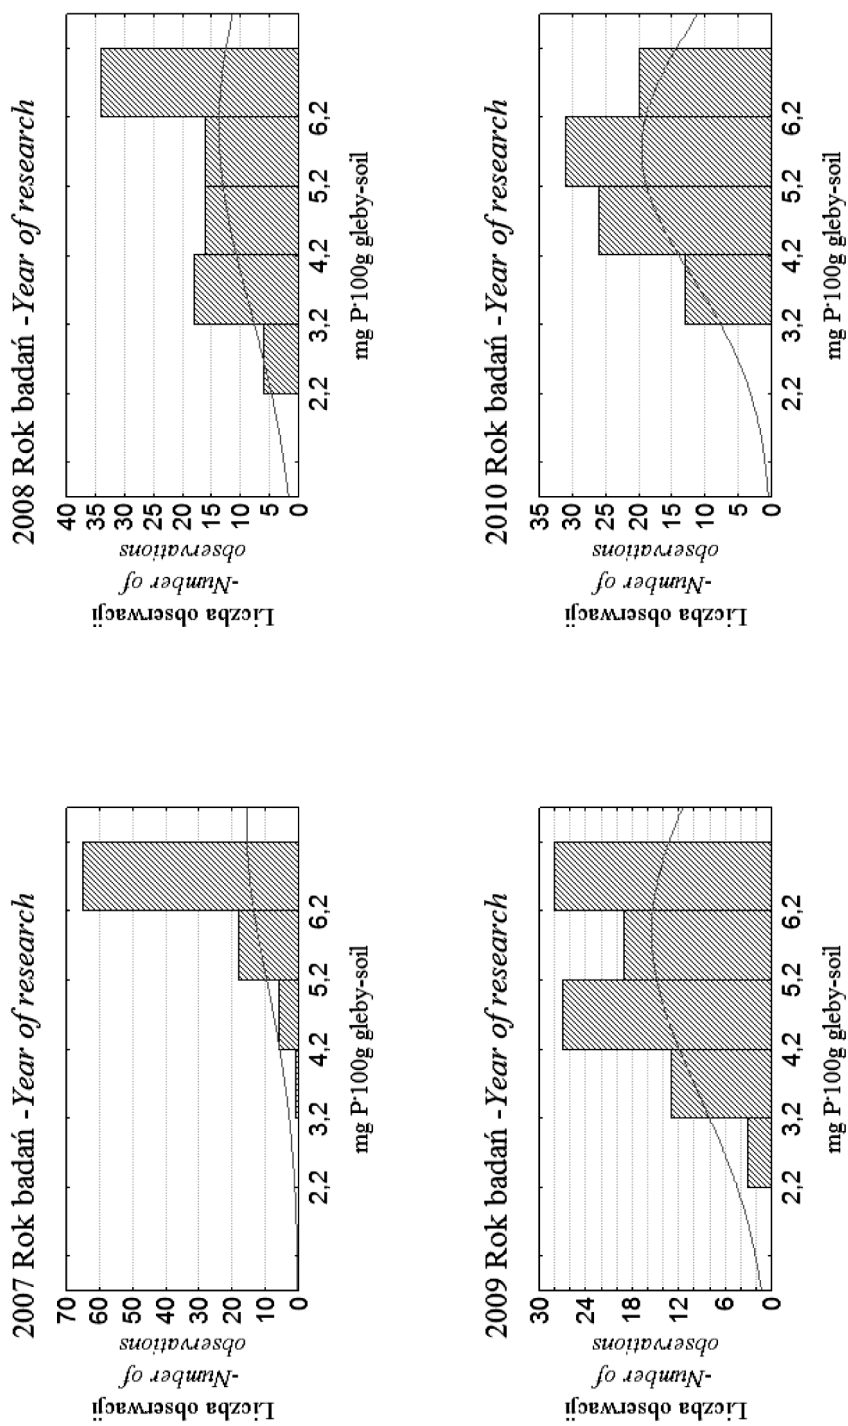 2007 Rok badań -Year of research
Liczba obserwacji
-Number of
observations
70
60
50
40
30
20
10
0
2,2 3,2 4,2 5,2 6,2
mg P·100g gleby-soil
2008 Rok badań -Year of research
Liczba obserwacji
-Number of
observations
40
35
30
25
20
15
10
5
0
2,2 3,2 4,2 5,2 6,2
mg P·100g gleby-soil
2009 Rok badań -Year of research
Liczba obserwacji
-Number of
observations
30
24
18
12
6
0
2,2 3,2 4,2 5,2 6,2
mg P·100g gleby-soil
2010 Rok badań -Year of research
Liczba obserwacji
-Number of
observations
35
30
25
20
15
10
5
0
2,2 3,2 4,2 5,2 6,2
mg P·100g gleby-soil